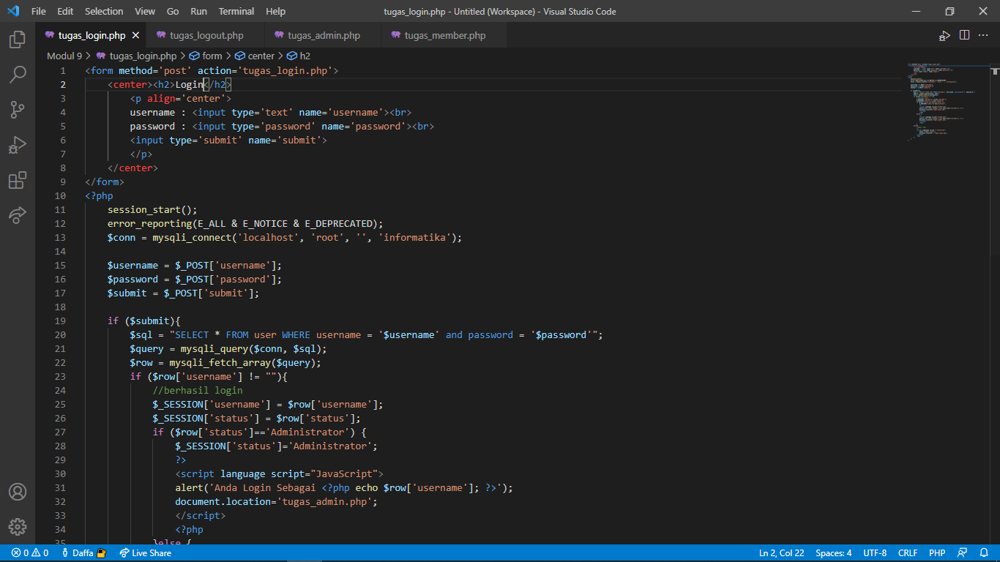 File Edit Selection View Go Run Terminal Help tugas_login.php - Untitled (Workspace) - Visual Studio Code
tugas_login.php tugas_logout.php tugas_admin.php tugas_member.php
Modul 9 > tugas_login.php > form > center > h2
1 <form method='post' action='tugas_login.php'>
2 <center><h2>Login</h2>
3 <p align='center'>
4 username : <input type='text' name='username'><br>
5 password : <input type='password' name='password'><br>
6 <input type='submit' name='submit'>
7 </p>
8 </center>
9 </form>
10 <?php
11 session_start();
12 error_reporting(E_ALL & E_NOTICE & E_DEPRECATED);
13 $conn = mysqli_connect('localhost', 'root', '', 'informatika');
14
15 $username = $_POST['username'];
16 $password = $_POST['password'];
17 $submit = $_POST['submit'];
18
19 if ($submit){
20 $sql = "SELECT * FROM user WHERE username = '$username' and password = '$password'";
21 $query = mysqli_query($conn, $sql);
22 $row = mysqli_fetch_array($query);
23 if ($row['username'] != ""){
24 //berhasil login
25 $_SESSION['username'] = $row['username'];
26 $_SESSION['status'] = $row['status'];
27 if ($row['status']=='Administrator') {
28 $_SESSION['status']='Administrator';
29 ?>
30 <script language script="JavaScript">
31 alert('Anda Login Sebagai <?php echo $row['username']; ?>');
32 document.location='tugas_admin.php';
33 </script>
34 <?php
35 }else {
0 0 Daffa Live Share Ln 2, Col 22 Spaces: 4 UTF-8 CRLF PHP